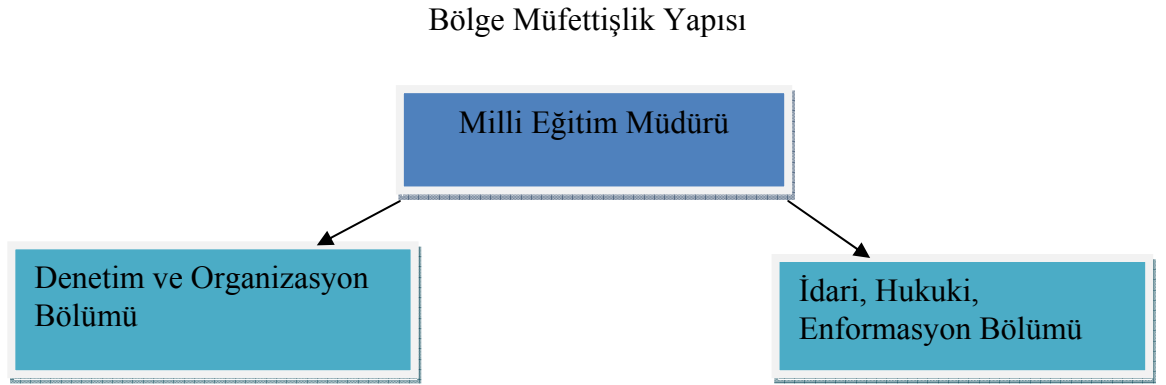 Bölge Müfettişlik Yapısı
Milli Eğitim Müdürü
Denetim ve Organizasyon
Bölümü
İdari, Hukuki,
Enformasyon Bölümü